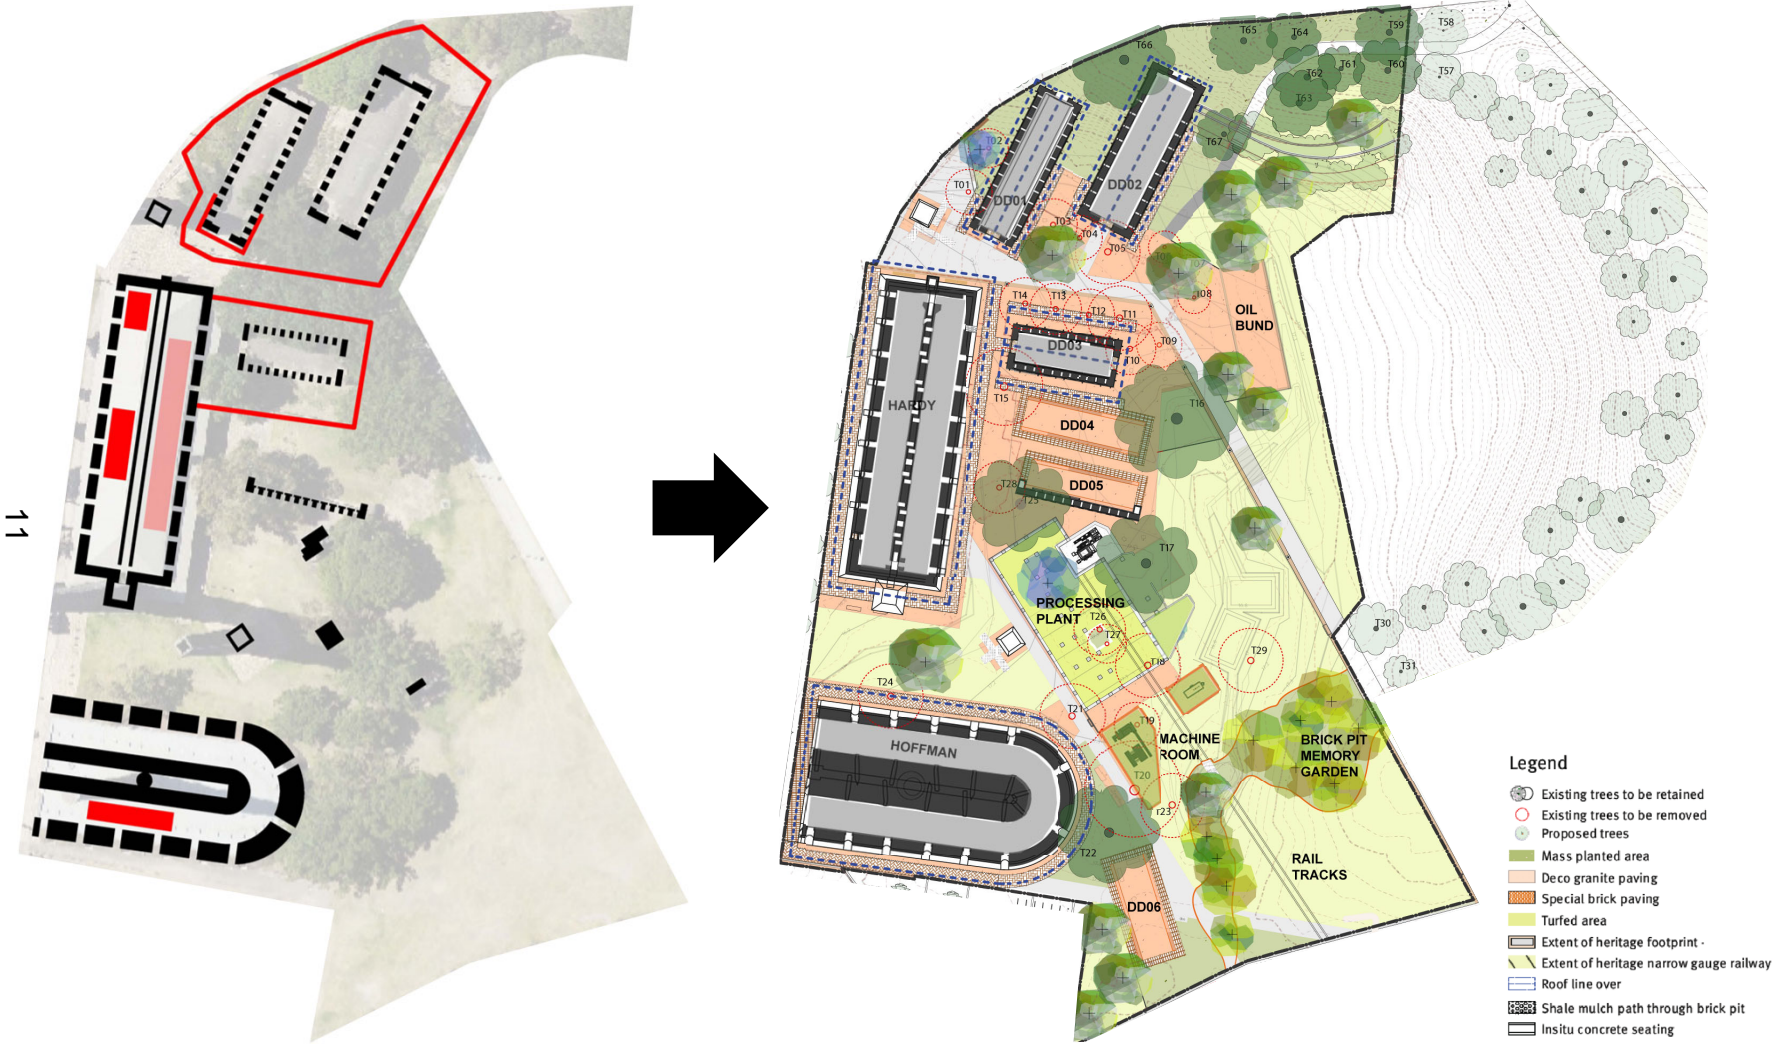 11
T66
T65
T64
T59
T58
T62
T61
T60
T57
T63
T67
T02
T01
DD01
DD02
T03
T04
T05
T14
T13
T12
T11
T08
OIL
BUND
DD03
T10
T09
T15
HARDY
T16
DD04
DD05
T28
T25
T17
PROCESSING
PLANT
T26
T27
T18
T29
T30
T31
T24
T21
T19
HOFFMAN
MACHINE
ROOM
BRICK PIT
MEMORY
GARDEN
T20
r23
T22
RAIL
TRACKS
DD06
Legend
Existing trees to be retained
Existing trees to be removed
Proposed trees
Mass planted area
Deco granite paving
Special brick paving
Turfed area
Extent of heritage footprint -
Extent of heritage narrow gauge railway
Roof line over
Shale mulch path through brick pit
Insitu concrete seating